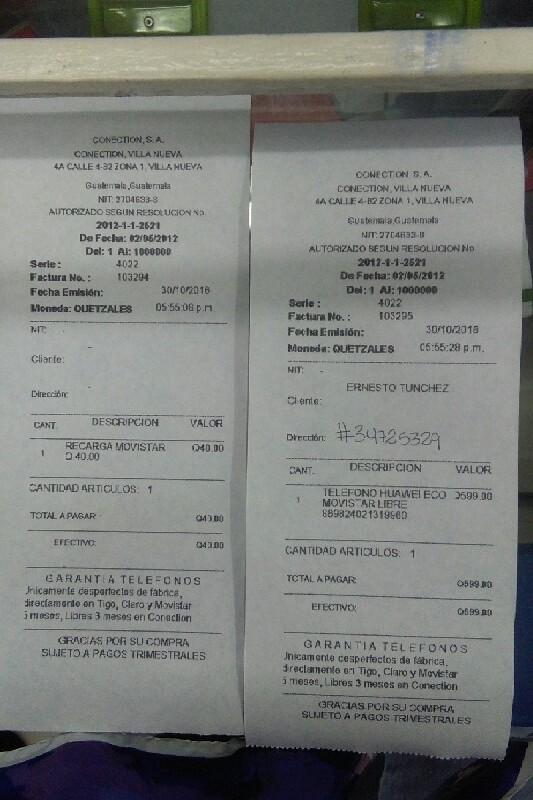 CONECTION, S.A.
CONECTION, VILLA NUEVA
4A CALLE 4-82 ZONA 1, VILLA NUEVA
Guatemala,Guatemala
NIT: 2704633-8
AUTORIZADO SEGUN RESOLUCION No.
2012-1-1-2521
De Fecha: 02/05/2012
Del: 1 Al: 1000000
Serie : 4022
Factura No. : 103294
Fecha Emisión: 30/10/2016
Moneda: QUETZALES 05:55:08 p.m.
NIT: -
Cliente: -
Dirección:
CANT. DESCRIPCION VALOR
1 RECARGA MOVISTAR Q40.00
Q 40.00
CANTIDAD ARTICULOS: 1
TOTAL A PAGAR: Q40.00
EFECTIVO: Q40.00
GARANTIA TELEFONOS
Unicamente desperfectos de fábrica,
directamente en Tigo, Claro y Movistar
6 meses, Libres 3 meses en Conection
GRACIAS POR SU COMPRA
SUJETO A PAGOS TRIMESTRALES
CONECTION, S.A.
CONECTION, VILLA NUEVA
4A CALLE 4-82 ZONA 1, VILLA NUEVA
Guatemala,Guatemala
NIT: 2704633-8
AUTORIZADO SEGUN RESOLUCION No.
2012-1-1-2521
De Fecha: 02/05/2012
Del: 1 Al: 1000000
Serie : 4022
Factura No. : 103295
Fecha Emisión: 30/10/2016
Moneda: QUETZALES 05:55:28 p.m.
NIT: -
ERNESTO TUNCHEZ
Cliente:
Dirección: #34725329
CANT. DESCRIPCION VALOR
1 TELEFONO HUAWEI ECO Q599.00
MOVISTAR LIBRE
CANTIDAD ARTICULOS: 1
TOTAL A PAGAR: Q599.00
EFECTIVO: Q599.00
GARANTIA TELEFONOS
Unicamente desperfectos de fábrica,
directamente en Tigo, Claro y Movistar
6 meses, Libres 3 meses en Conection
GRACIAS POR SU COMPRA
SUJETO A PAGOS TRIMESTRALES